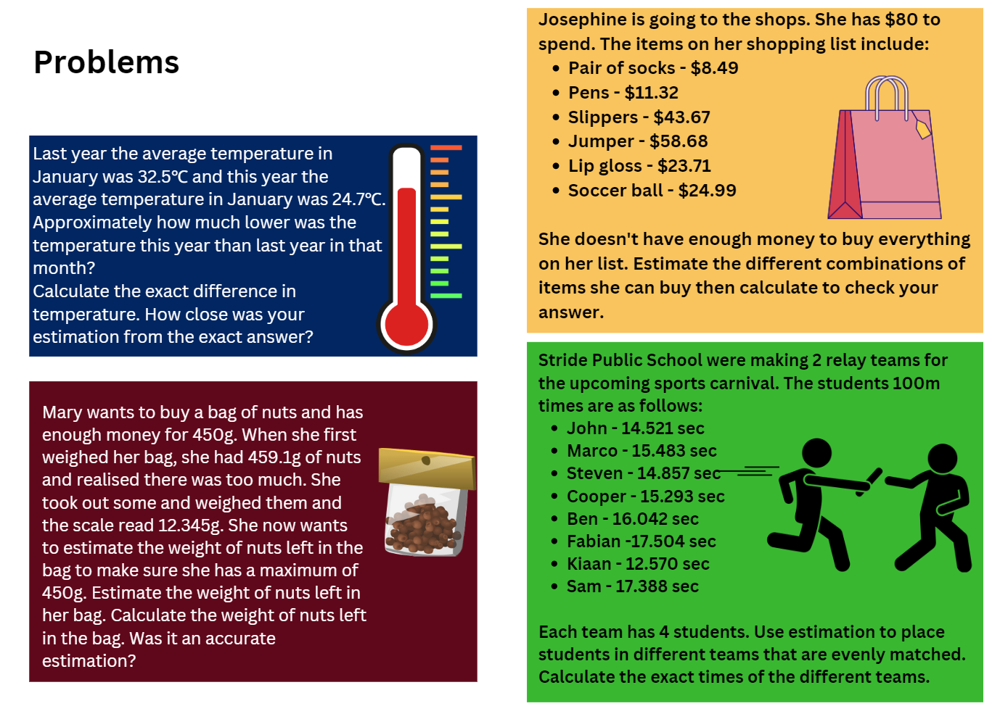 Problems
Last year the average temperature in
January was 32.5℃ and this year the
average temperature in January was 24.7℃.
Approximately how much lower was the
temperature this year than last year in that
month?
Calculate the exact difference in
temperature. How close was your
estimation from the exact answer?
Mary wants to buy a bag of nuts and has
enough money for 450g. When she first
weighed her bag, she had 459.1g of nuts
and realised there was too much. She
took out some and weighed them and
the scale read 12.345g. She now wants
to estimate the weight of nuts left in the
bag to make sure she has a maximum of
450g. Estimate the weight of nuts left in
her bag. Calculate the weight of nuts left
in the bag. Was it an accurate
estimation?
Josephine is going to the shops. She has $80 to
spend. The items on her shopping list include:
• Pair of socks - $8.49
• Pens - $11.32
• Slippers - $43.67
• Jumper - $58.68
• Lip gloss - $23.71
• Soccer ball - $24.99
She doesn't have enough money to buy everything
on her list. Estimate the different combinations of
items she can buy then calculate to check your
answer.
Stride Public School were making 2 relay teams for
the upcoming sports carnival. The students 100m
times are as follows:
• John - 14.521 sec
• Marco - 15.483 sec
• Steven - 14.857 sec
• Cooper - 15.293 sec
• Ben - 16.042 sec
• Fabian -17.504 sec
• Kiaan - 12.570 sec
• Sam - 17.388 sec
Each team has 4 students. Use estimation to place
students in different teams that are evenly matched.
Calculate the exact times of the different teams.